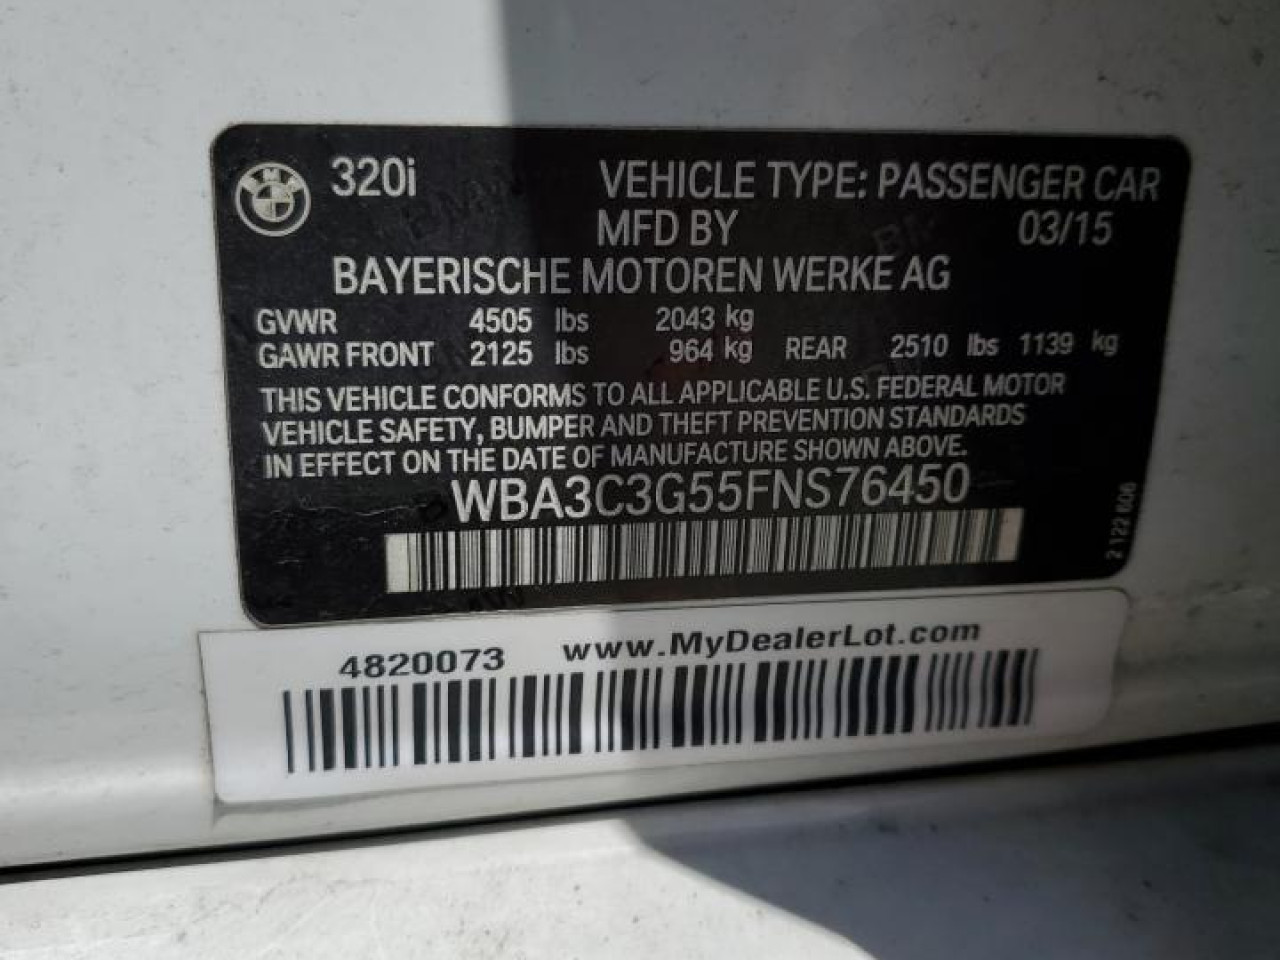 BMW 320i VEHICLE TYPE: PASSENGER CAR
MFD BY 03/15
BAYERISCHE MOTOREN WERKE AG
GVWR 4505 lbs 2043 kg
GAWR FRONT 2125 lbs 964 kg REAR 2510 lbs 1139 kg
THIS VEHICLE CONFORMS TO ALL APPLICABLE U.S. FEDERAL MOTOR
VEHICLE SAFETY, BUMPER AND THEFT PREVENTION STANDARDS
IN EFFECT ON THE DATE OF MANUFACTURE SHOWN ABOVE.
WBA3C3G55FNS76450
2 122 606
4820073 www.MyDealerLot.com